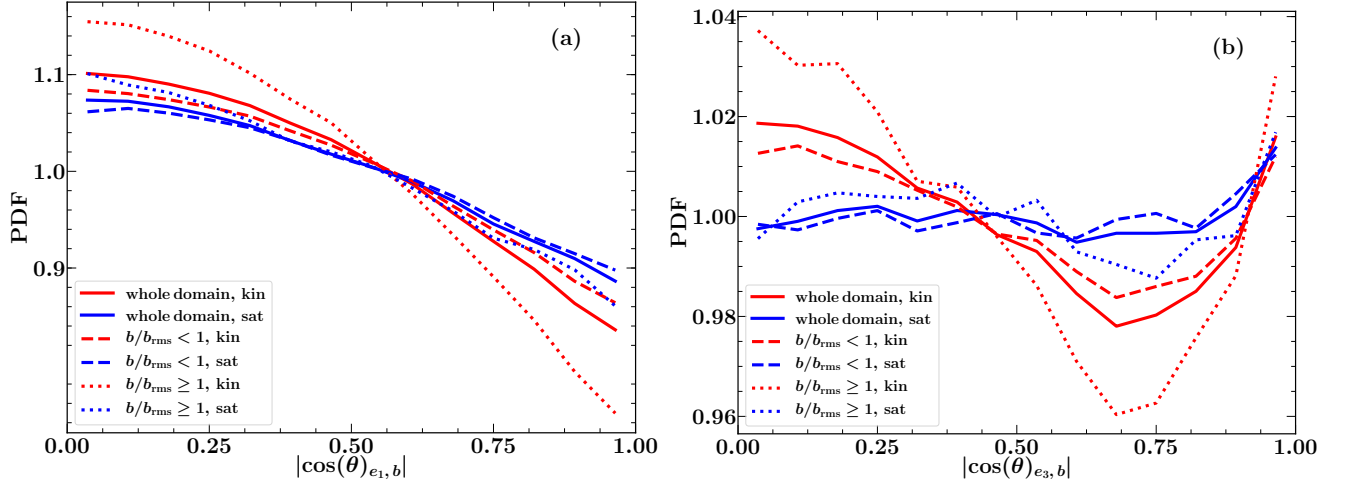 (a)
PDF
1.1
1.0
0.9
whole domain, kin
whole domain, sat
b/b_rms < 1, kin
b/b_rms < 1, sat
b/b_rms ≥ 1, kin
b/b_rms ≥ 1, sat
0.00 0.25 0.50 0.75 1.00
|cos(θ)_{e_1, b}|
(b)
PDF
1.04
1.02
1.00
0.98
0.96
whole domain, kin
whole domain, sat
b/b_rms < 1, kin
b/b_rms < 1, sat
b/b_rms ≥ 1, kin
b/b_rms ≥ 1, sat
0.00 0.25 0.50 0.75 1.00
|cos(θ)_{e_3, b}|